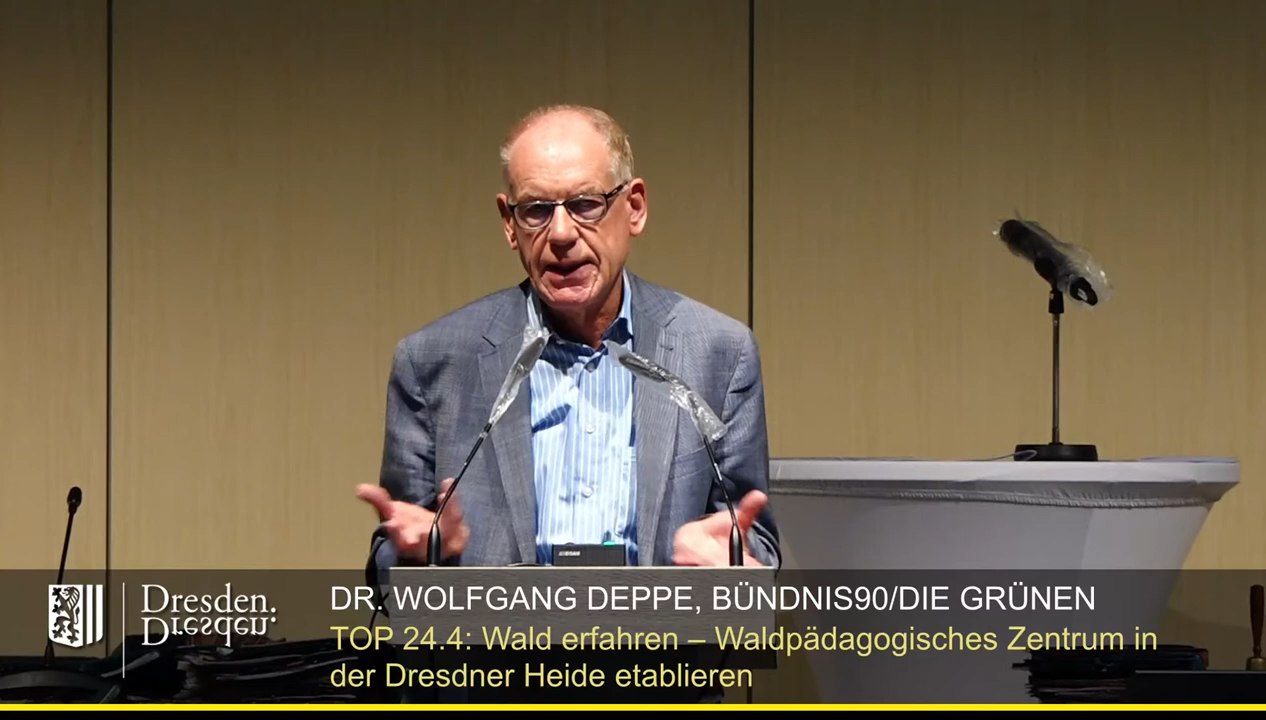 DR. WOLFGANG DEPPE, BÜNDNIS90/DIE GRÜNEN
TOP 24.4: Wald erfahren – Waldpädagogisches Zentrum in
der Dresdner Heide etablieren
Dresden.
Dresden.